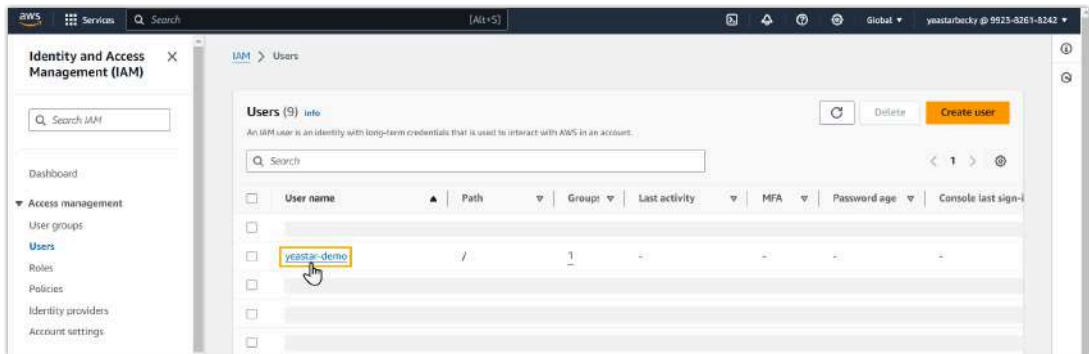 aws Services Search [Alt+S] Global yeastarbecky @ 9923-8261-8242
Identity and Access Management (IAM)
Search IAM
Dashboard
Access management
User groups
Users
Roles
Policies
Identity providers
Account settings
IAM > Users
Users (9) Info
Delete
Create user
An IAM user is an identity with long-term credentials that is used to interact with AWS in an account.
Search
< 1 >
User name Path Groups Last activity MFA Password age Console last sign-i
yeastar-demo / 1 - - - -